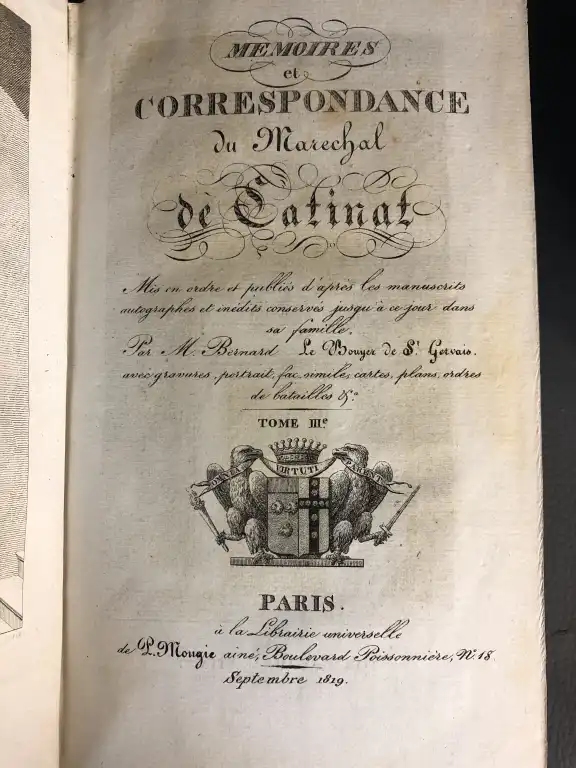 MEMOIRES
et
CORRESPONDANCE
du Marechal
de Catinat
Mis en ordre et publiés d'après les manuscrits
autographes et inédits conservés jusqu'à ce jour dans
sa famille.
Par M. Bernard Le Bouyer de St. Gervais.
avec gravures, portrait, fac simile, cartes, plans, ordres
de batailles &a.
TOME IIIe
VIRTUTI
PARIS.
à la Librairie universelle
de P. Mongie ainé, Boulevard Poissonnière, No. 18.
Septembre 1819.